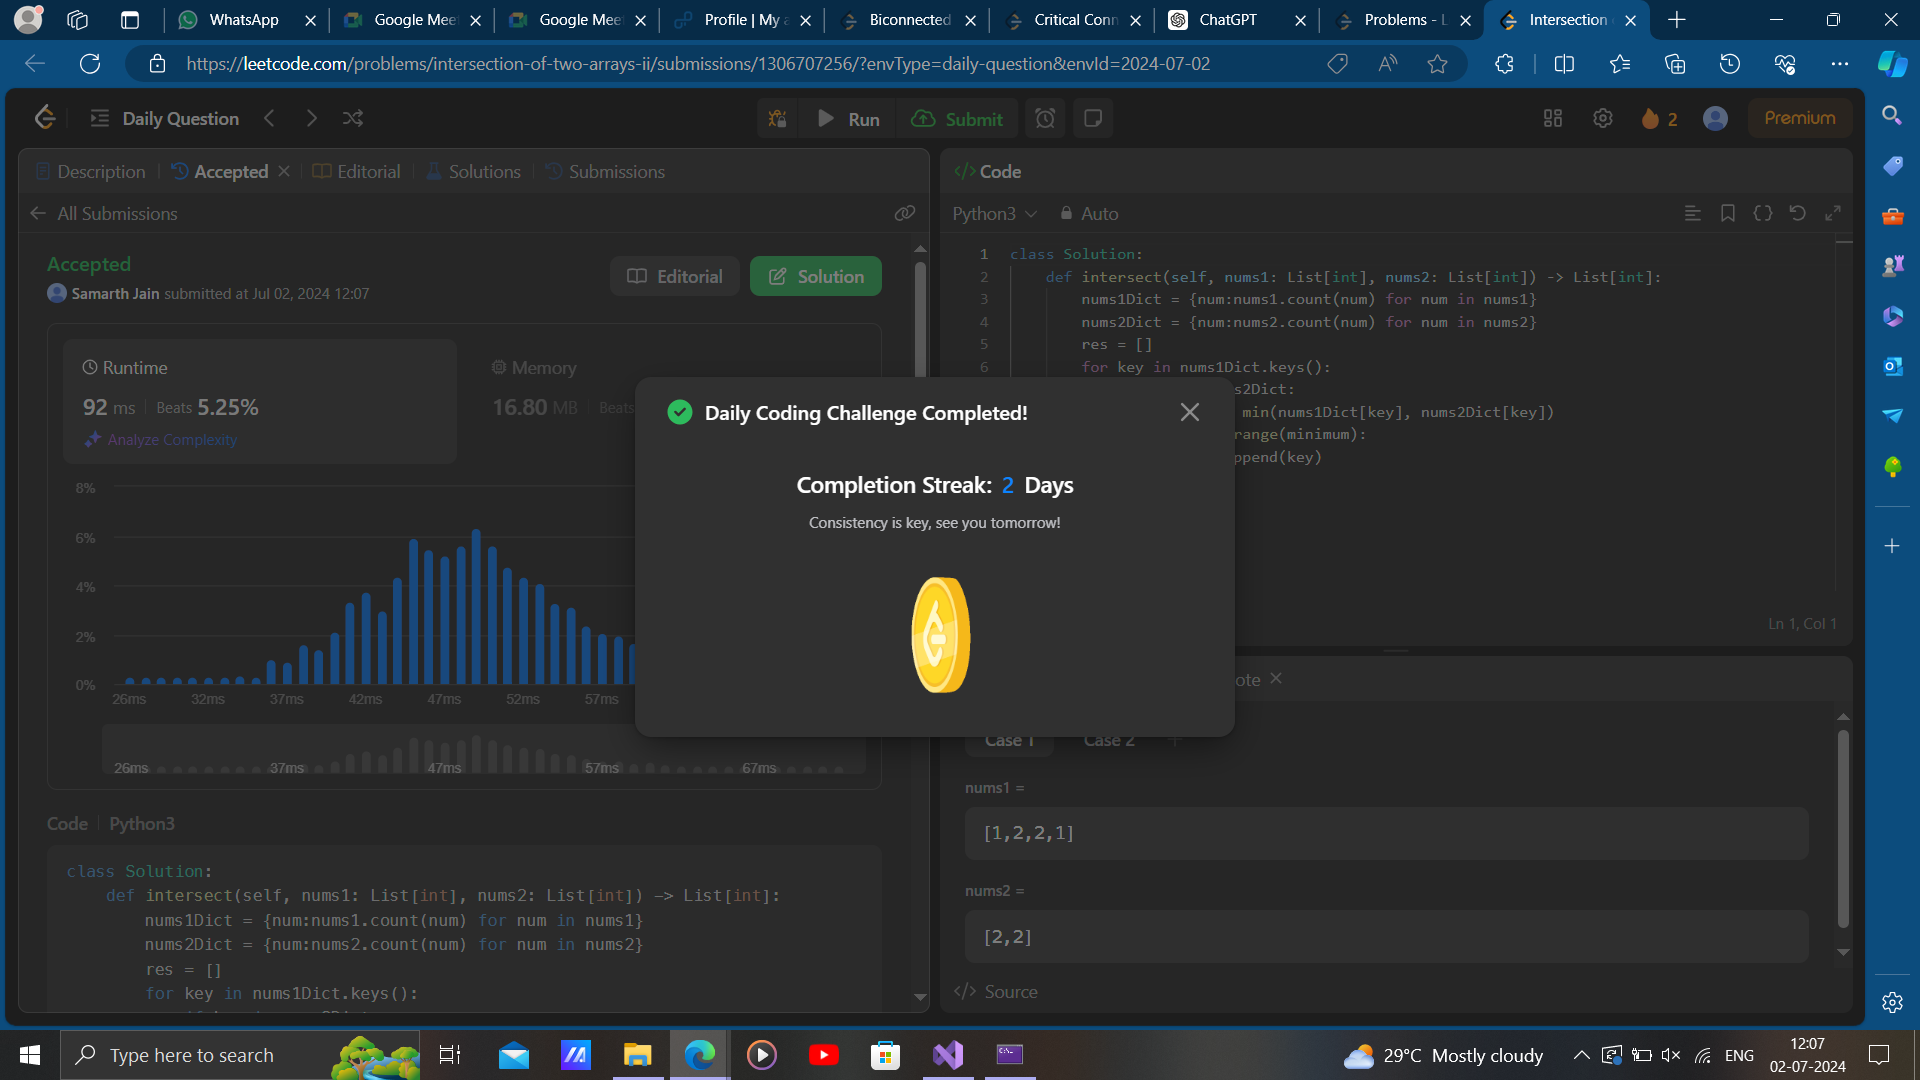 WhatsApp
Google Mee
Google Mee
Profile | My a
Biconnected
Critical Conn
ChatGPT
Problems - L
Intersection
https://leetcode.com/problems/intersection-of-two-arrays-ii/submissions/1306707256/?envType=daily-question&envId=2024-07-02
Daily Question
Run
Submit
2
Premium
Description
Accepted
Editorial
Solutions
Submissions
All Submissions
Accepted
Samarth Jain submitted at Jul 02, 2024 12:07
Editorial
Solution
Runtime
92 ms
Beats 5.25%
Analyze Complexity
Memory
16.80 MB
Beats
8%
6%
4%
2%
0%
26ms 32ms 37ms 42ms 47ms 52ms 57ms
26ms 37ms 47ms 57ms 67ms
Code
Python3
class Solution:
def intersect(self, nums1: List[int], nums2: List[int]) -> List[int]:
nums1Dict = {num:nums1.count(num) for num in nums1}
nums2Dict = {num:nums2.count(num) for num in nums2}
res = []
for key in nums1Dict.keys():
Daily Coding Challenge Completed!
Completion Streak: 2 Days
Consistency is key, see you tomorrow!
</> Code
Python3
Auto
1 class Solution:
2 def intersect(self, nums1: List[int], nums2: List[int]) -> List[int]:
3 nums1Dict = {num:nums1.count(num) for num in nums1}
4 nums2Dict = {num:nums2.count(num) for num in nums2}
5 res = []
6 for key in nums1Dict.keys():
s2Dict:
min(nums1Dict[key], nums2Dict[key])
range(minimum):
ppend(key)
Ln 1, Col 1
ote
Case 1
Case 2
nums1 =
[1,2,2,1]
nums2 =
[2,2]
</> Source
Type here to search
29°C Mostly cloudy
ENG
12:07
02-07-2024